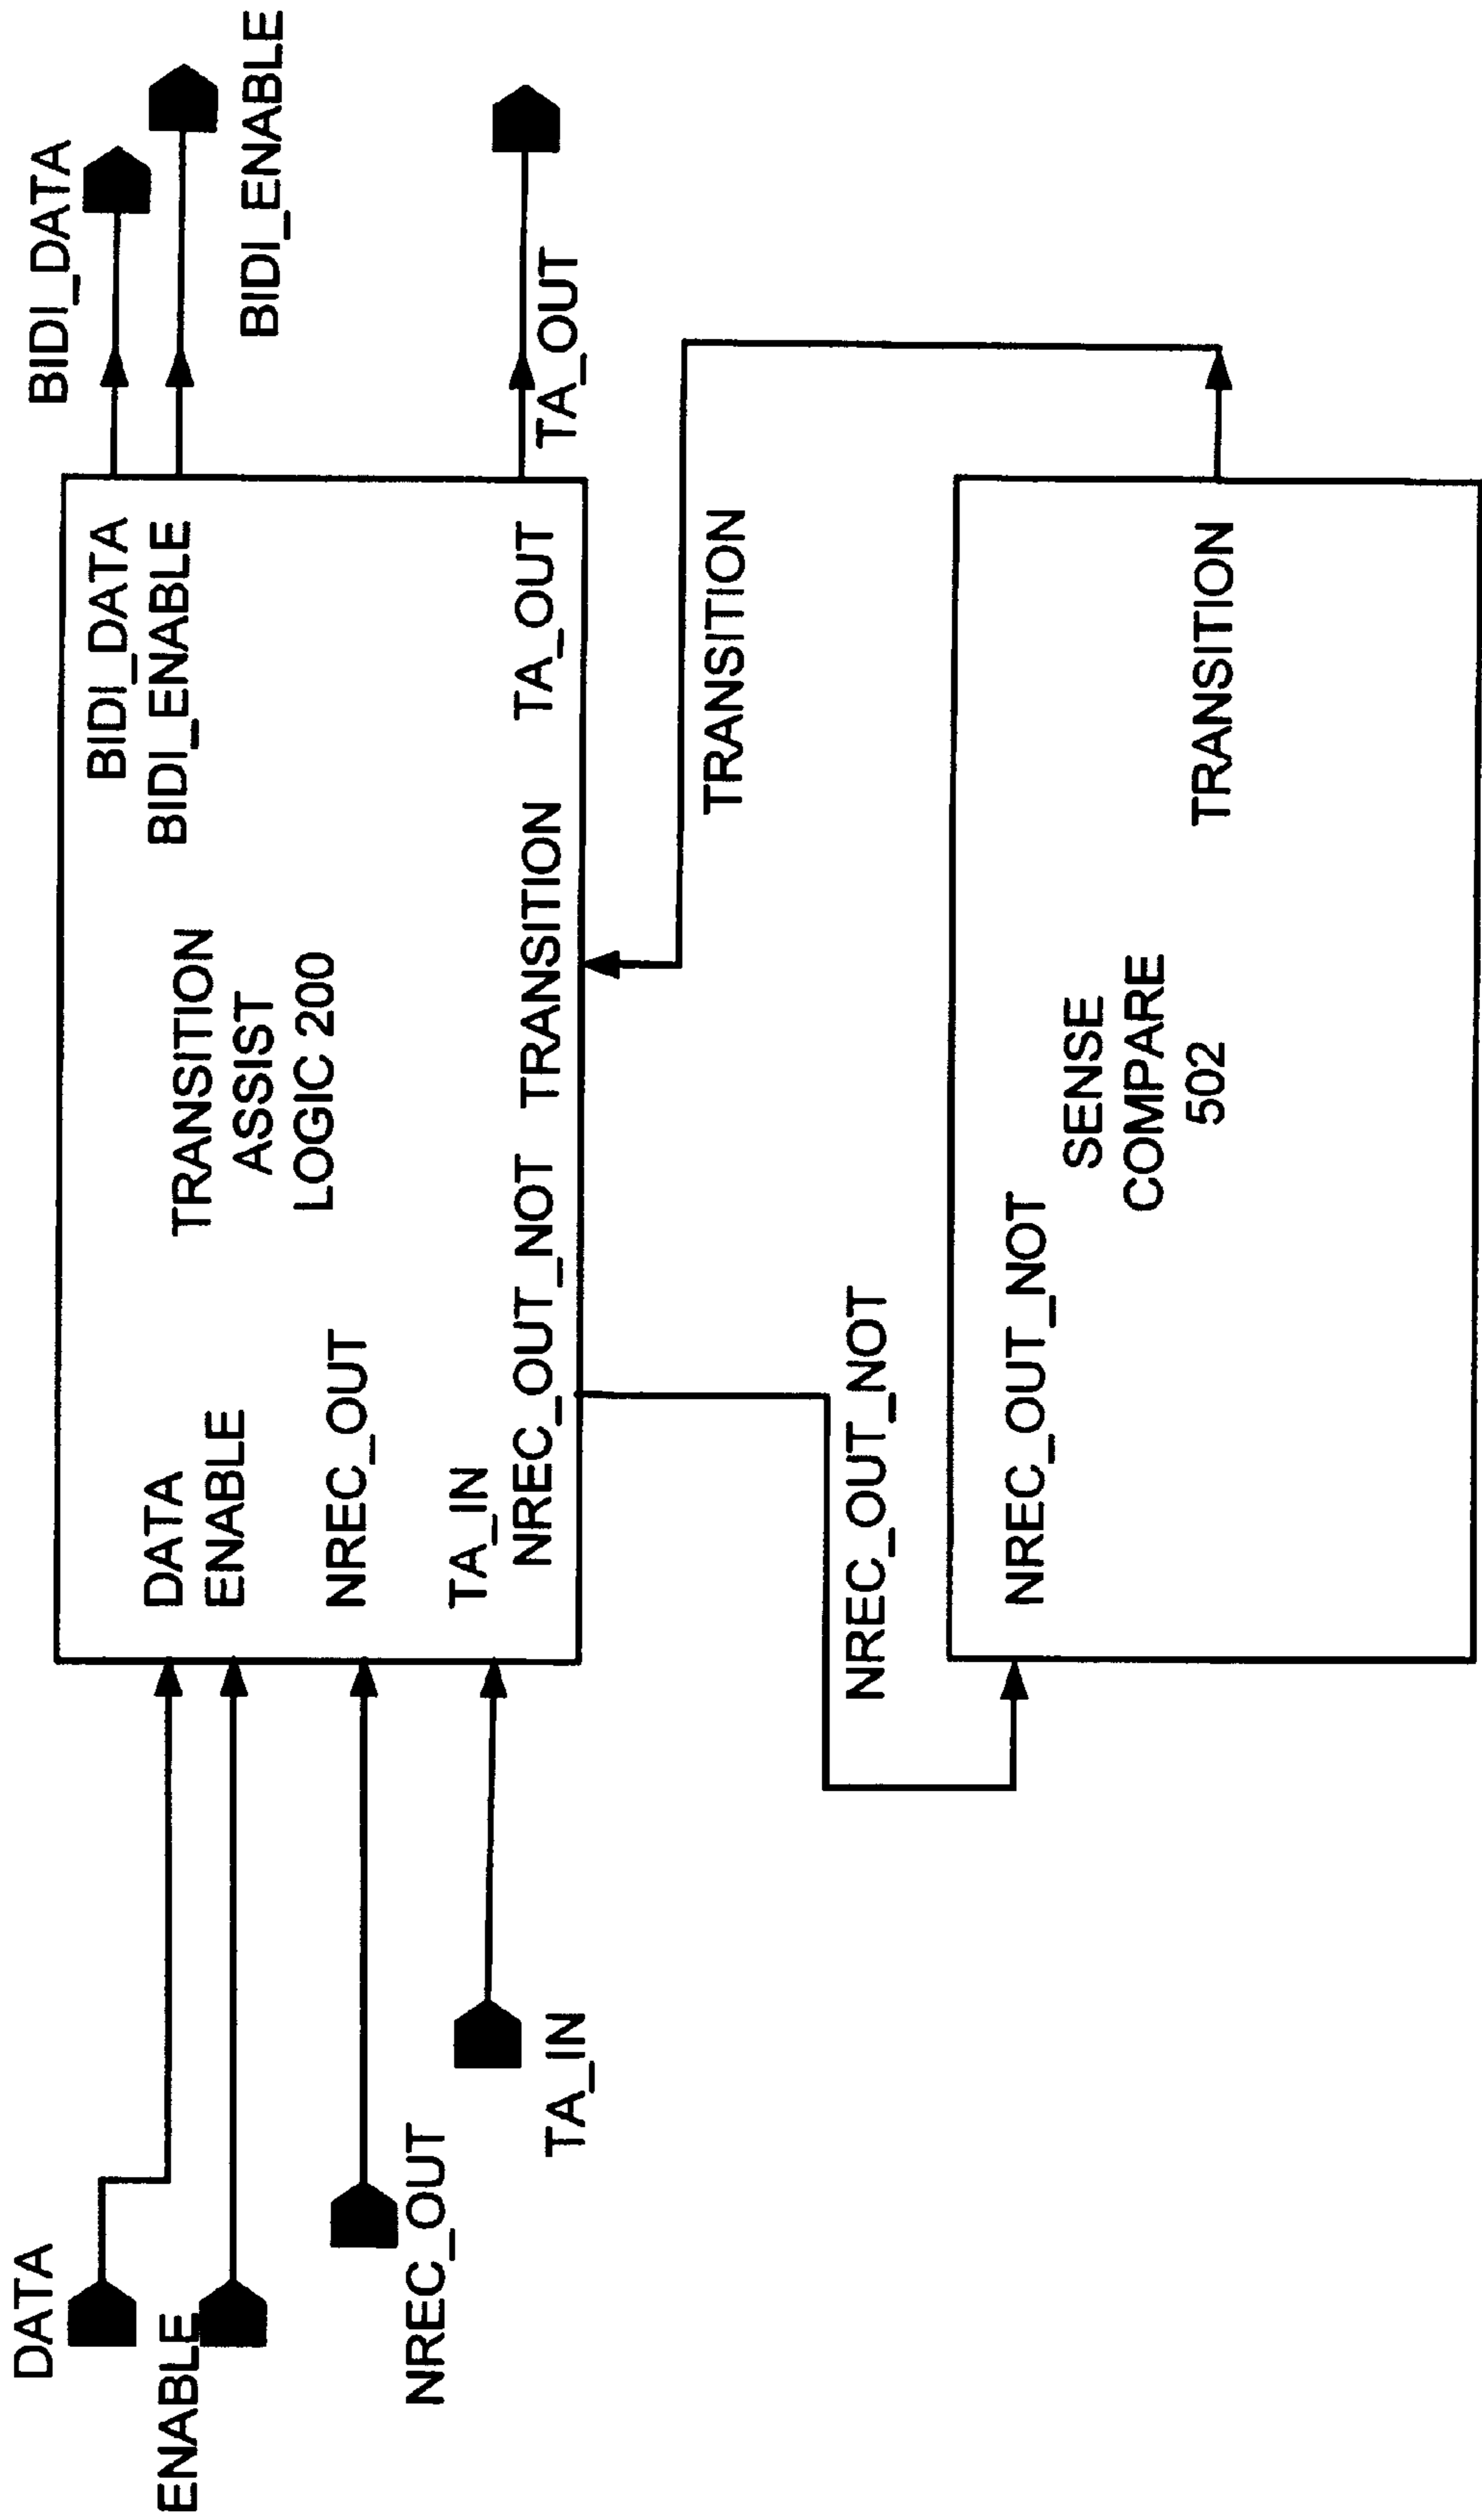 DATA
ENABLE
NREC_OUT
TA_IN
DATA
ENABLE
NREC_OUT
TA_IN
NREC_OUT_NOT
TRANSITION
TRANSITION
ASSIST
LOGIC 200
BIDI_DATA
BIDI_ENABLE
TA_OUT
BIDI_DATA
BIDI_ENABLE
TA_OUT
TRANSITION
NREC_OUT_NOT
NREC_OUT_NOT
SENSE
COMPARE
502
TRANSITION